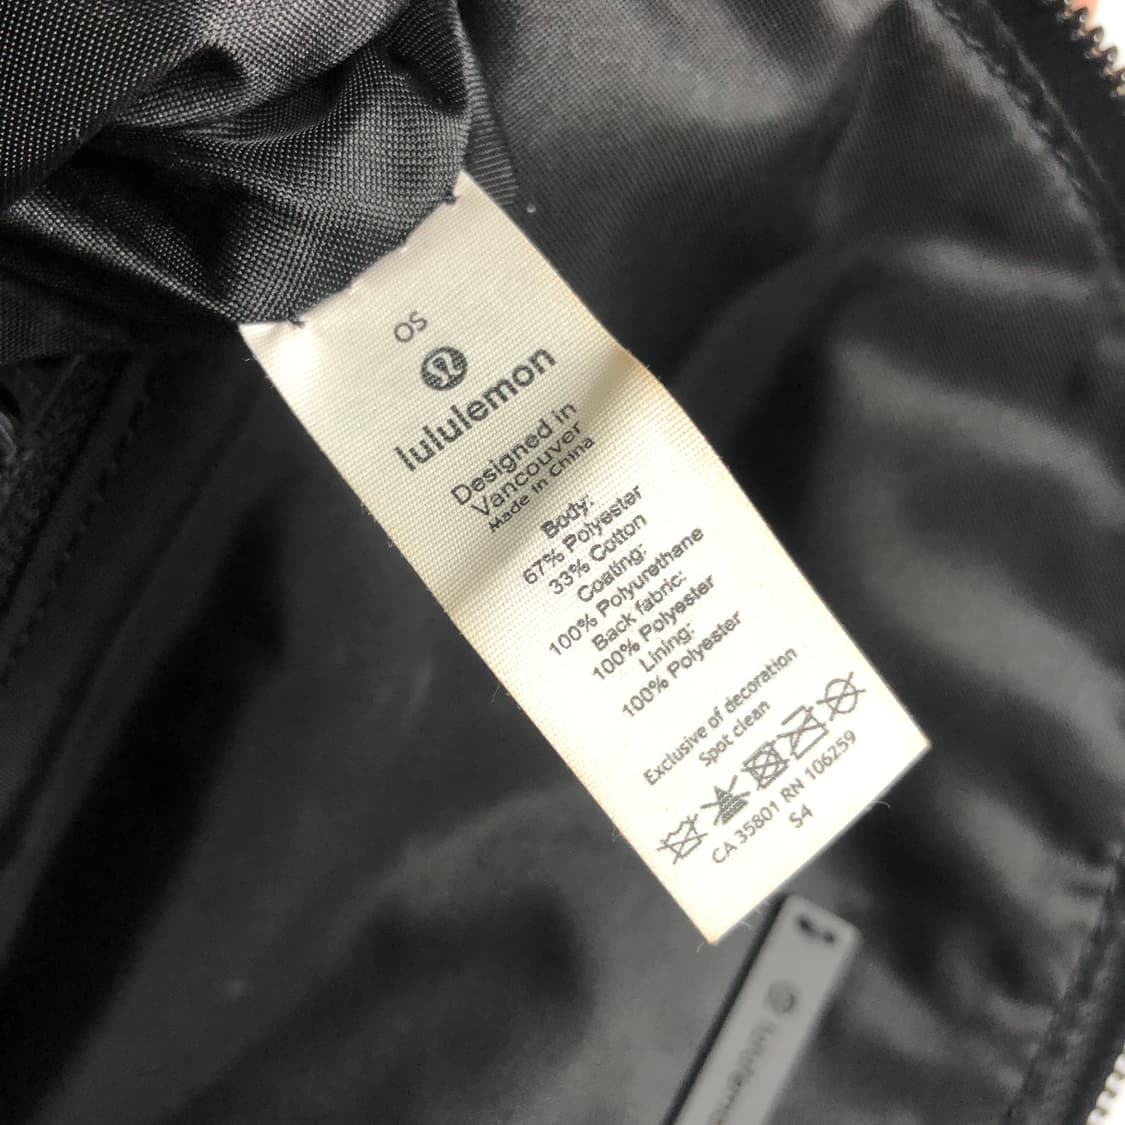 OS
lululemon
Designed in
Vancouver
Made in China
Body:
67% Polyester
33% Cotton
Coating:
100% Polyurethane
Back fabric:
100% Polyester
Lining:
100% Polyester
Exclusive of decoration
Spot clean
CA 35801 RN 106259
S4
lululemon